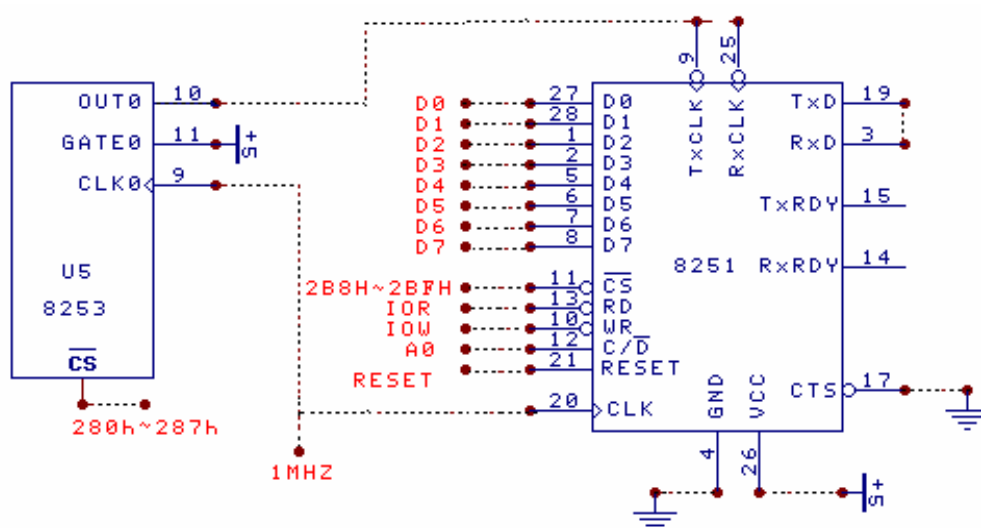 OUT0 10
GATE0 11 +5
CLK0 9
U5
8253
CS
280h~287h
1MHZ
9 25
TxCLK RxCLK
D0 27 D0
D1 28 D1
D2 1 D2
D3 2 D3
D4 5 D4
D5 6 D5
D6 7 D6
D7 8 D7
2B8H~2BFH 11 CS
IOR 13 RD
IOW 10 WR
A0 12 C/D
RESET 21 RESET
20 CLK
8251
TxD 19
RxD 3
TxRDY 15
RxRDY 14
CTS 17
GND VCC
4 26
+5